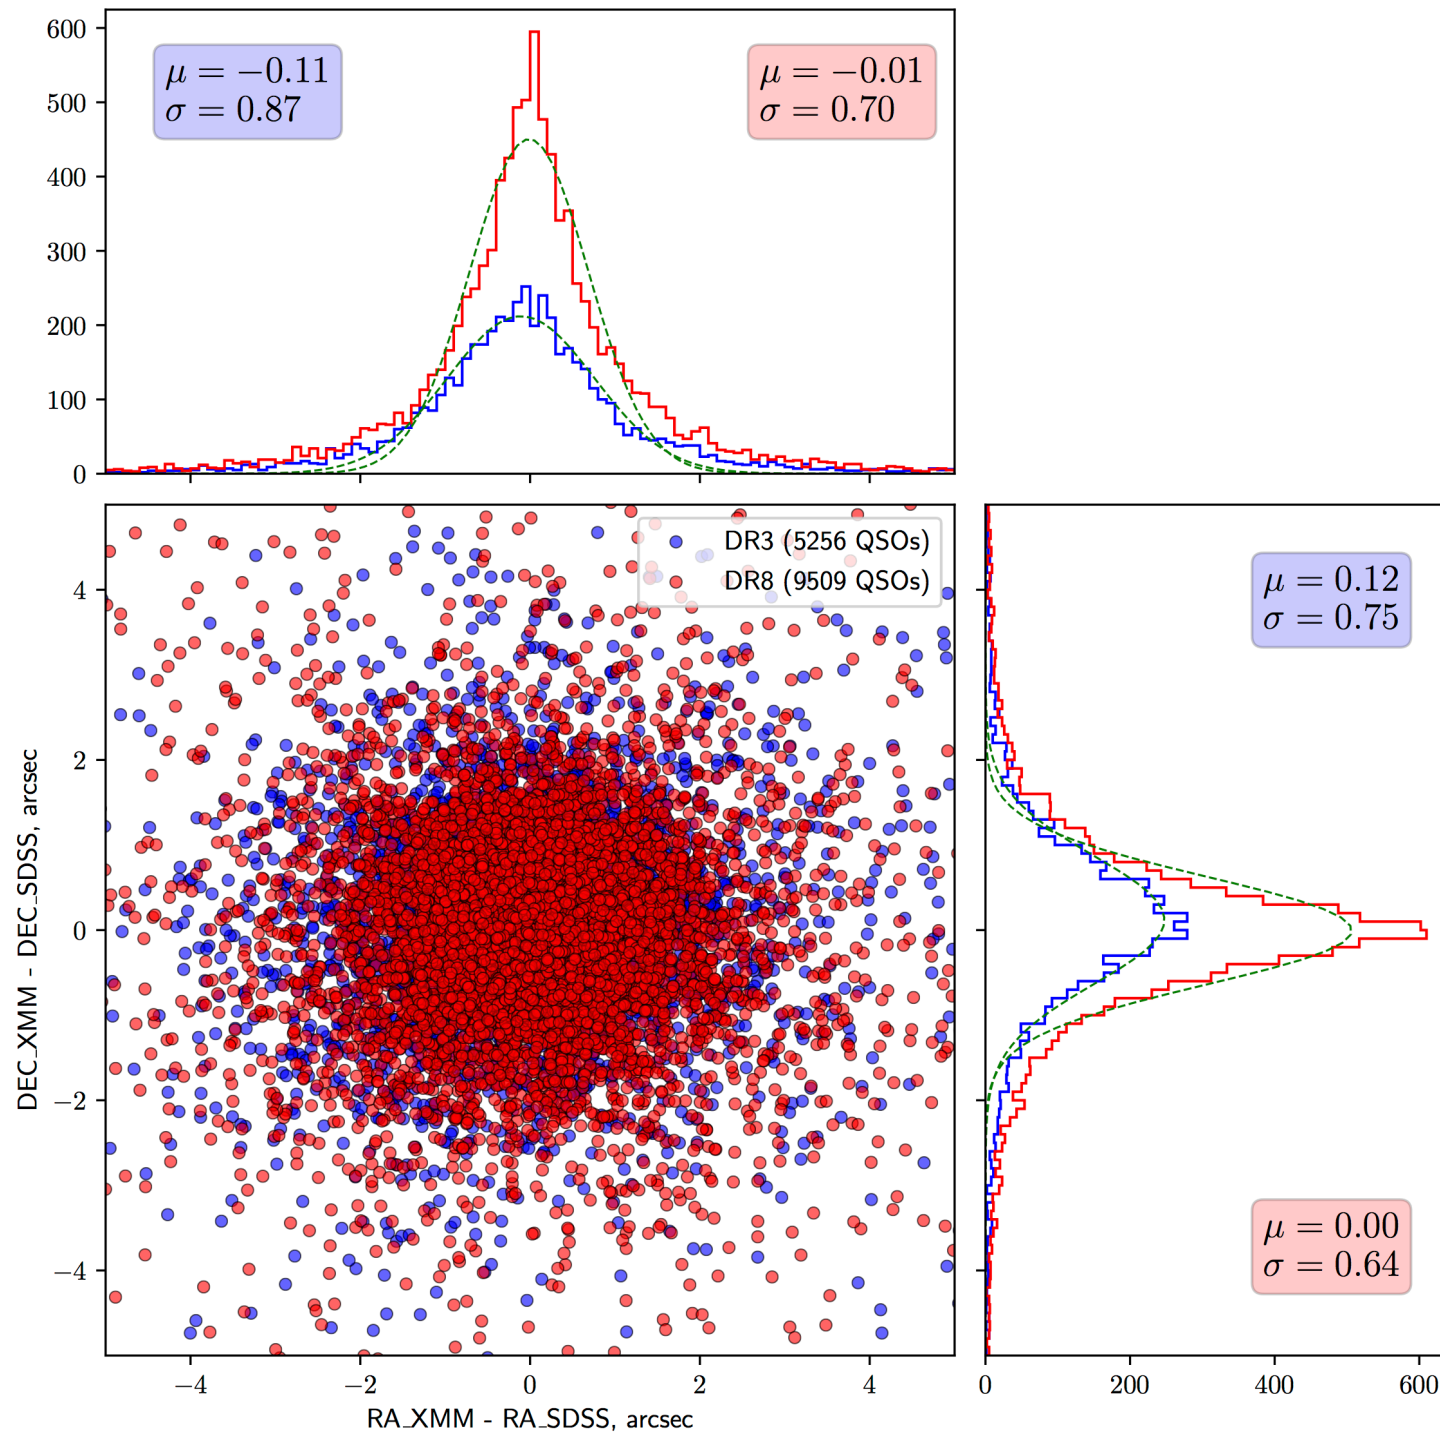 600
500
400
300
200
100
0
μ = −0.11
σ = 0.87
μ = −0.01
σ = 0.70
DR3 (5256 QSOs)
DR8 (9509 QSOs)
4
2
0
−2
−4
DEC_XMM - DEC_SDSS, arcsec
−4 −2 0 2 4
RA_XMM - RA_SDSS, arcsec
μ = 0.12
σ = 0.75
μ = 0.00
σ = 0.64
0 200 400 600